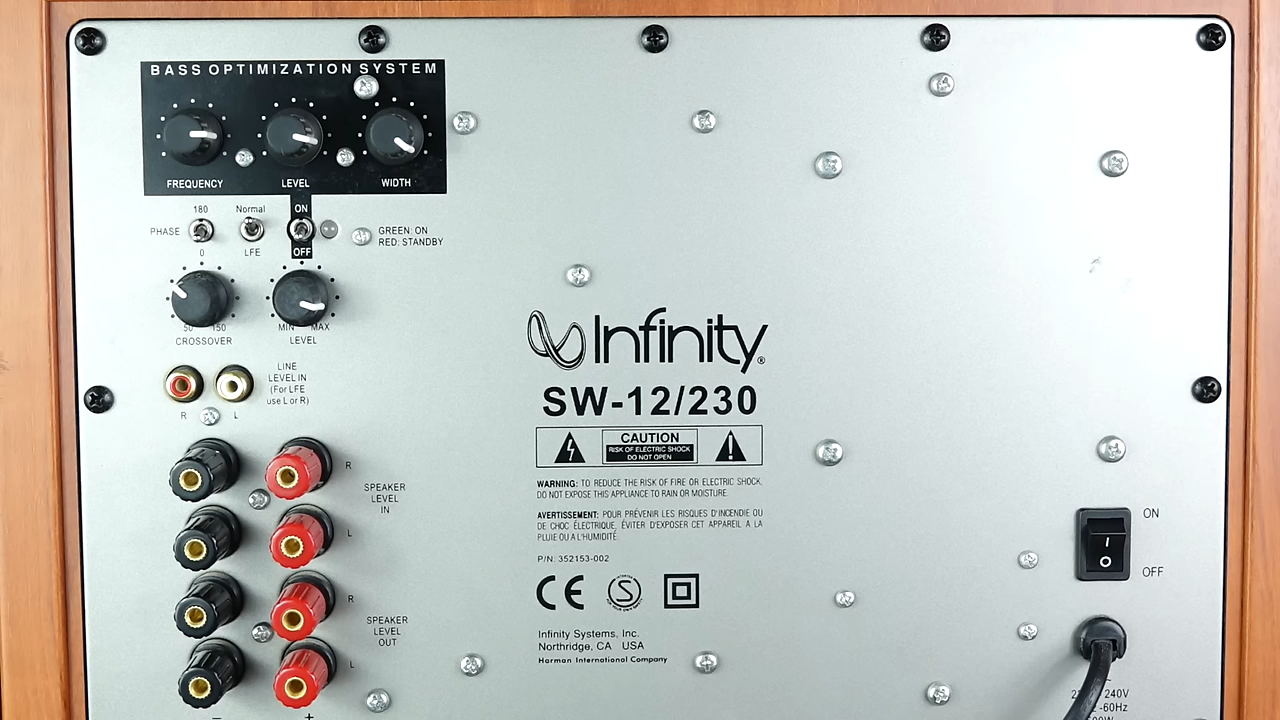 BASS OPTIMIZATION SYSTEM
FREQUENCY LEVEL WIDTH
180 Normal ON
PHASE
GREEN: ON
RED: STANDBY
0 LFE OFF
50 150 MIN MAX
CROSSOVER LEVEL
LINE
LEVEL IN
(For LFE
use L or R)
R L
R
SPEAKER
LEVEL
IN
L
R
SPEAKER
LEVEL
OUT
L
– +
Infinity®
SW-12/230
CAUTION
RISK OF ELECTRIC SHOCK
DO NOT OPEN
WARNING: TO REDUCE THE RISK OF FIRE OR ELECTRIC SHOCK,
DO NOT EXPOSE THIS APPLIANCE TO RAIN OR MOISTURE.
AVERTISSEMENT: POUR PRÉVENIR LES RISQUES D'INCENDIE OU
DE CHOC ÉLECTRIQUE, ÉVITER D'EXPOSER CET APPAREIL A LA
PLUIE OU A L'HUMIDITÉ.
P/N: 352153-002
CE S
Infinity Systems, Inc.
Northridge, CA USA
Harman International Company
ON
I
O
OFF
240V
-60Hz